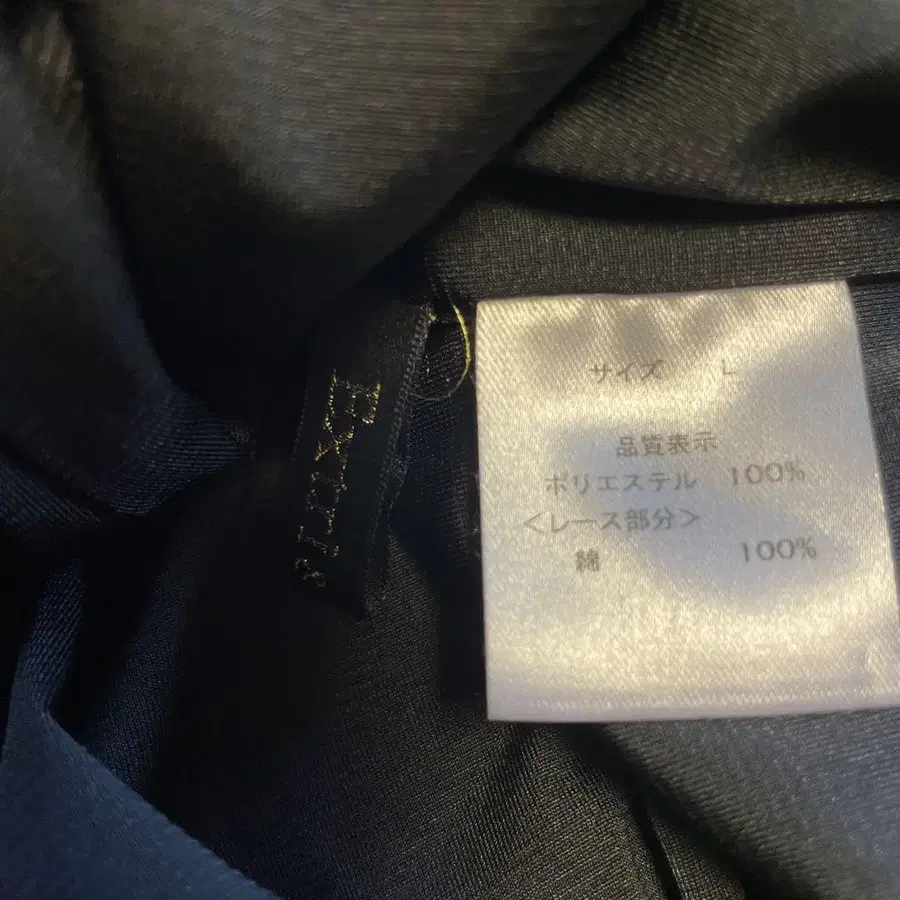 サイズ L
品質表示
ポリエステル 100%
<レース部分>
綿 100%